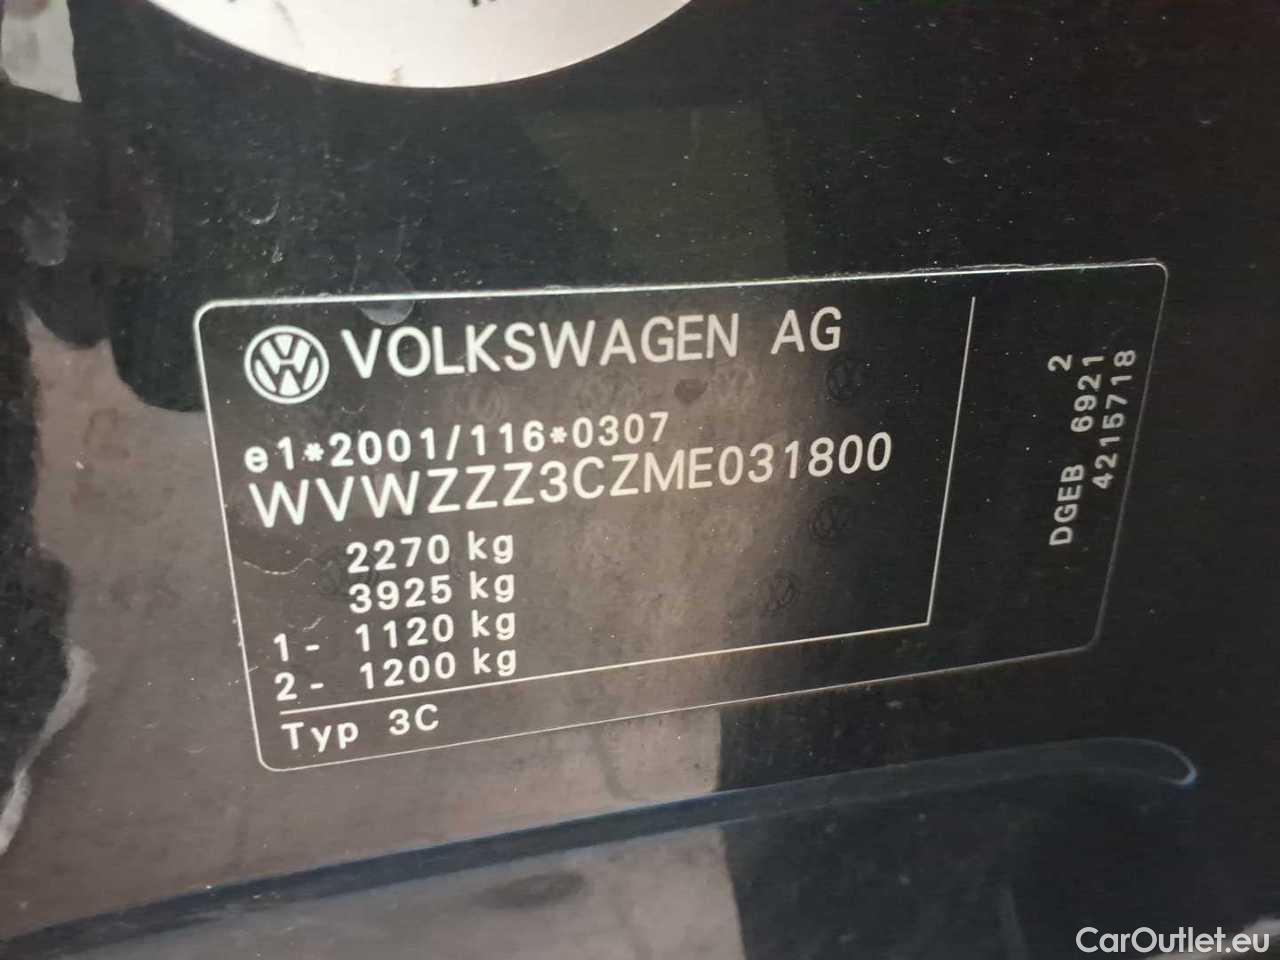 VOLKSWAGEN AG
e1*2001/116*0307
WVWZZZ3CZME031800
2270 kg
3925 kg
1 - 1120 kg
2 - 1200 kg
Typ 3C
2
DGEB 6921
4215718
CarOutlet.eu